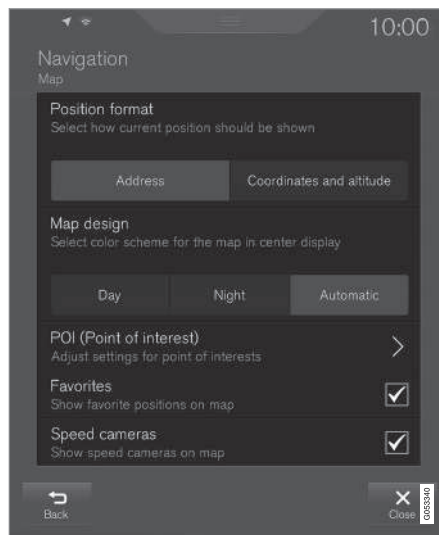 10:00
Navigation
Map
Position format
Select how current position should be shown
Address
Coordinates and altitude
Map design
Select color scheme for the map in center display
Day
Night
Automatic
POI (Point of interest)
Adjust settings for point of interests
Favorites
Show favorite positions on map
Speed cameras
Show speed cameras on map
Back
Close
G053340